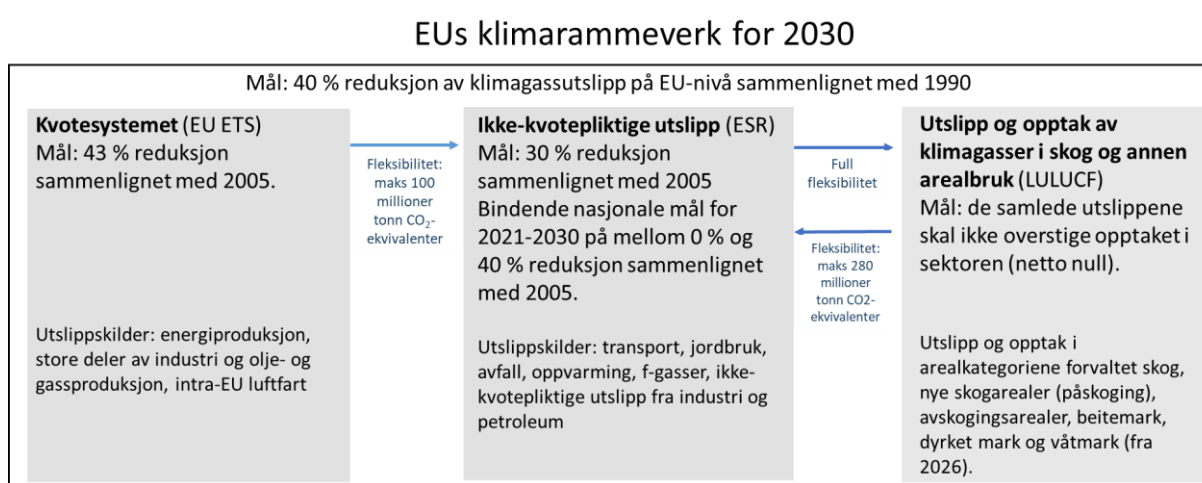 EUs klimarammeverk for 2030
Mål: 40 % reduksjon av klimagassutslipp på EU-nivå sammenlignet med 1990
Kvotesystemet (EU ETS)
Mål: 43 % reduksjon
sammenlignet med 2005.
Utslippskilder: energiproduksjon,
store deler av industri og olje- og
gassproduksjon, intra-EU luftfart
Fleksibilitet:
maks 100
millioner
tonn CO₂-
ekvivalenter
Ikke-kvotepliktige utslipp (ESR)
Mål: 30 % reduksjon
sammenlignet med 2005
Bindende nasjonale mål for
2021-2030 på mellom 0 % og
40 % reduksjon sammenlignet
med 2005.
Utslippskilder: transport, jordbruk,
avfall, oppvarming, f-gasser, ikke-
kvotepliktige utslipp fra industri og
petroleum
Full
fleksibilitet
Fleksibilitet:
maks 280
millioner
tonn CO2-
ekvivalenter
Utslipp og opptak av
klimagasser i skog og annen
arealbruk (LULUCF)
Mål: de samlede utslippene
skal ikke overstige opptaket i
sektoren (netto null).
Utslipp og opptak i
arealkategoriene forvaltet skog,
nye skogarealer (påskoging),
avskogingsarealer, beitemark,
dyrket mark og våtmark (fra
2026).